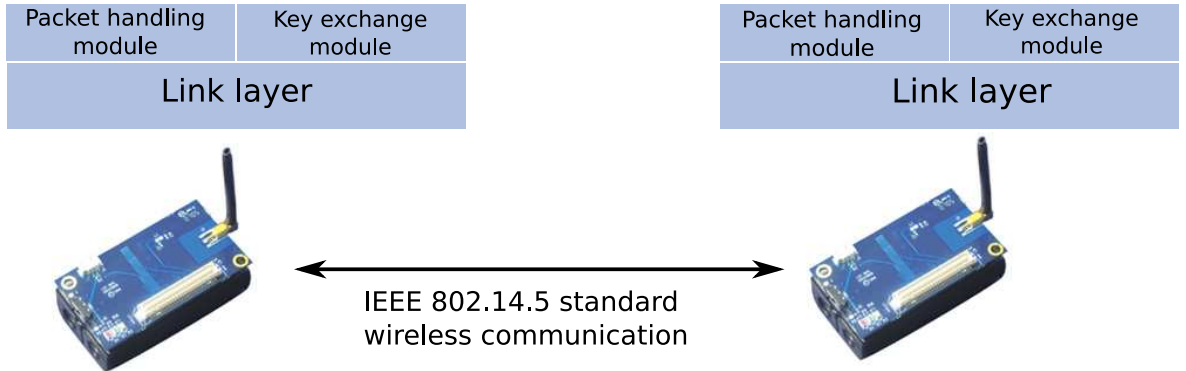 Packet handling
module
Key exchange
module
Link layer
Packet handling
module
Key exchange
module
Link layer
IEEE 802.14.5 standard
wireless communication